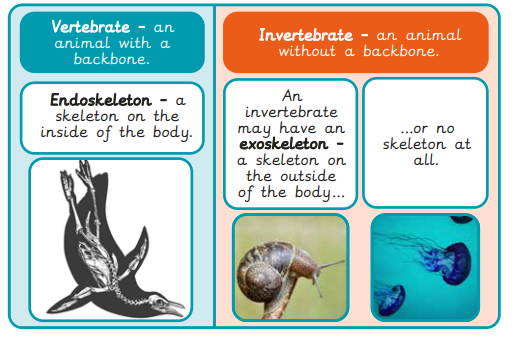 Vertebrate – an
animal with a
backbone.
Endoskeleton – a
skeleton on the
inside of the body.
Invertebrate – an animal
without a backbone.
An
invertebrate
may have an
exoskeleton –
a skeleton on
the outside
of the body...
...or no
skeleton at
all.